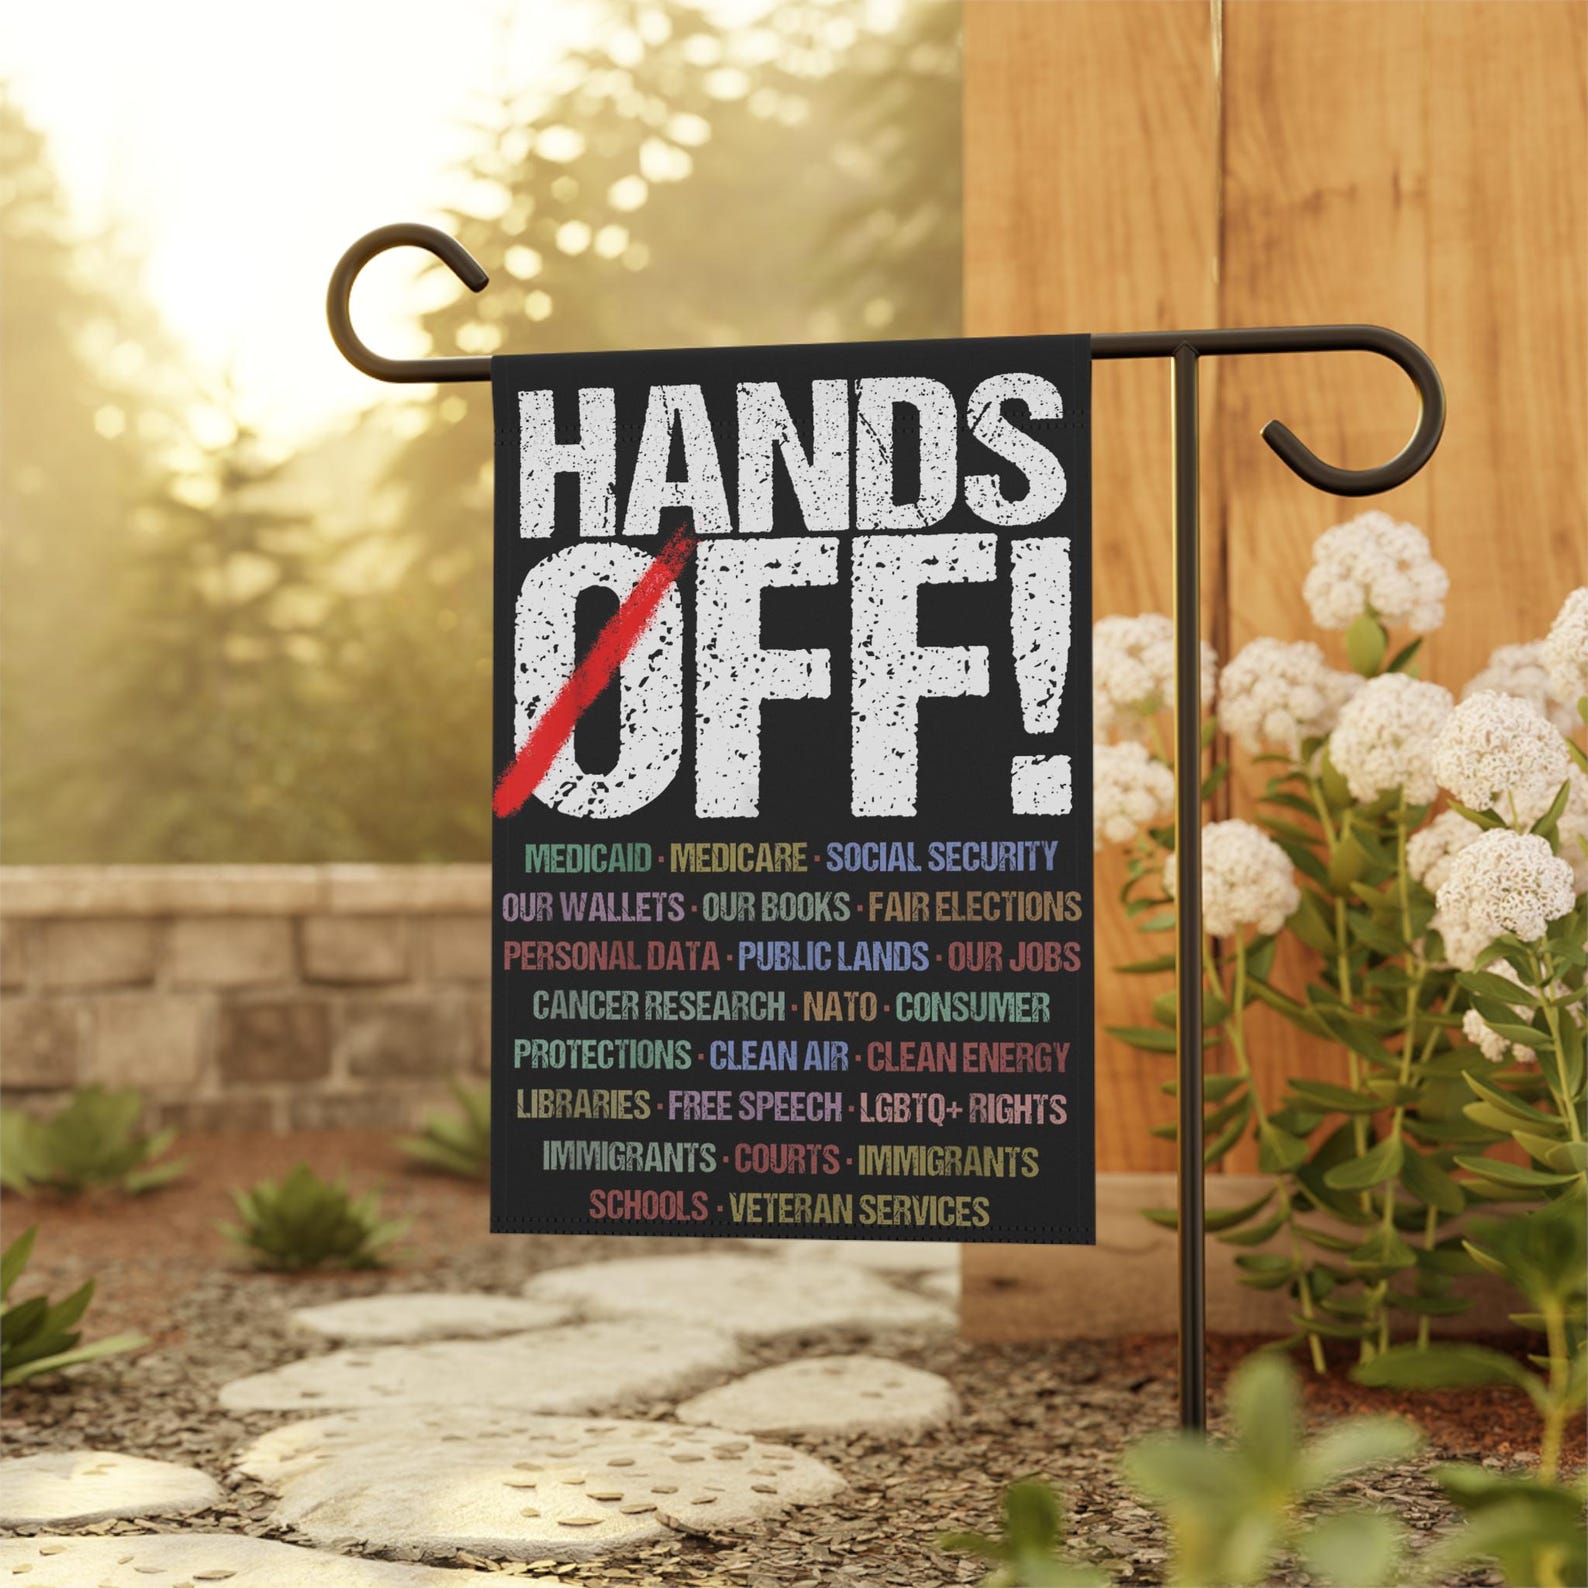 HANDS
OFF!
MEDICAID · MEDICARE · SOCIAL SECURITY
OUR WALLETS · OUR BOOKS · FAIR ELECTIONS
PERSONAL DATA · PUBLIC LANDS · OUR JOBS
CANCER RESEARCH · NATO · CONSUMER
PROTECTIONS · CLEAN AIR · CLEAN ENERGY
LIBRARIES · FREE SPEECH · LGBTQ+ RIGHTS
IMMIGRANTS · COURTS · IMMIGRANTS
SCHOOLS · VETERAN SERVICES